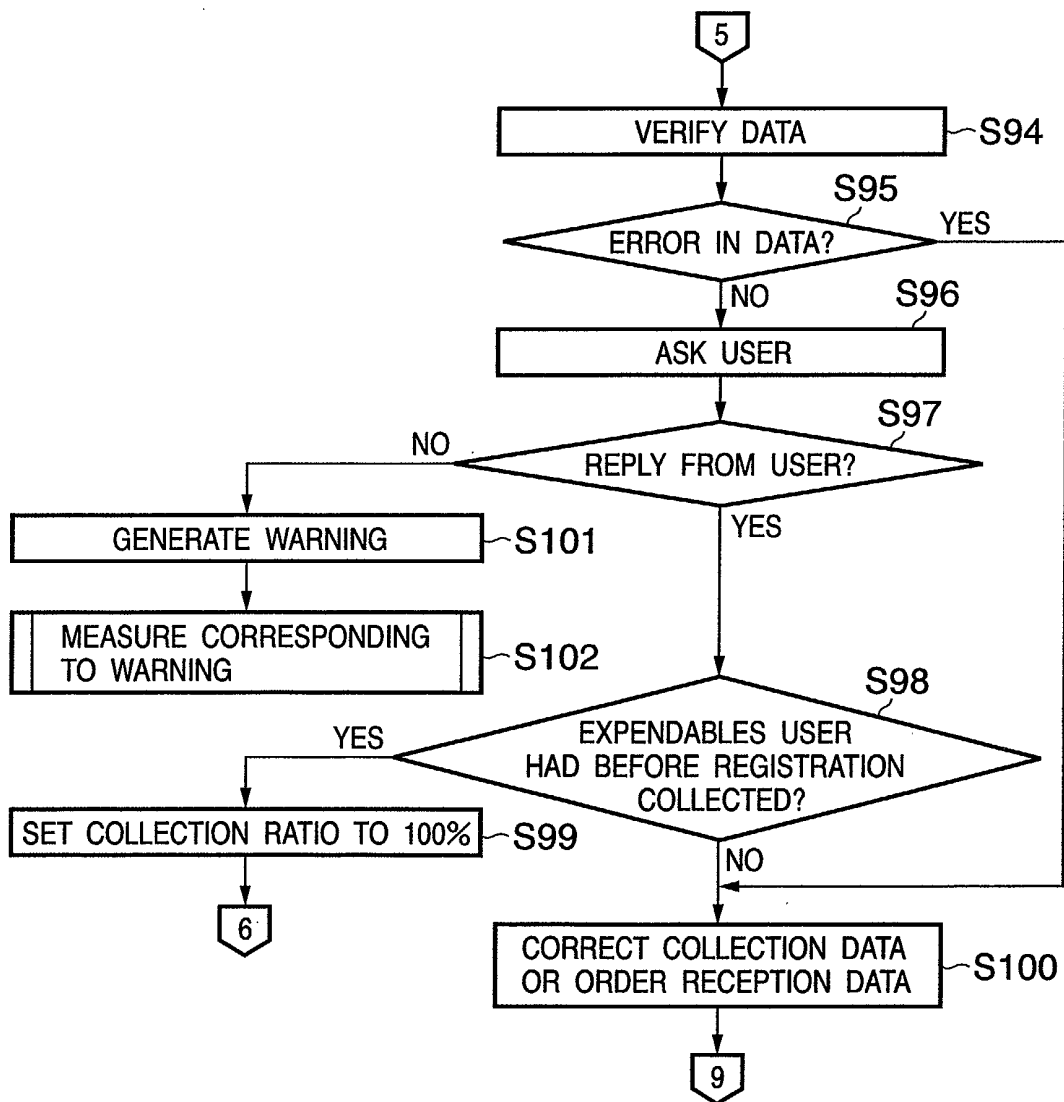 5
VERIFY DATA
S94
S95
ERROR IN DATA?
YES
NO
S96
ASK USER
S97
NO
REPLY FROM USER?
YES
GENERATE WARNING
S101
MEASURE CORRESPONDING
TO WARNING
S102
S98
YES
EXPENDABLES USER
HAD BEFORE REGISTRATION
COLLECTED?
SET COLLECTION RATIO TO 100%
S99
NO
6
CORRECT COLLECTION DATA
OR ORDER RECEPTION DATA
S100
9